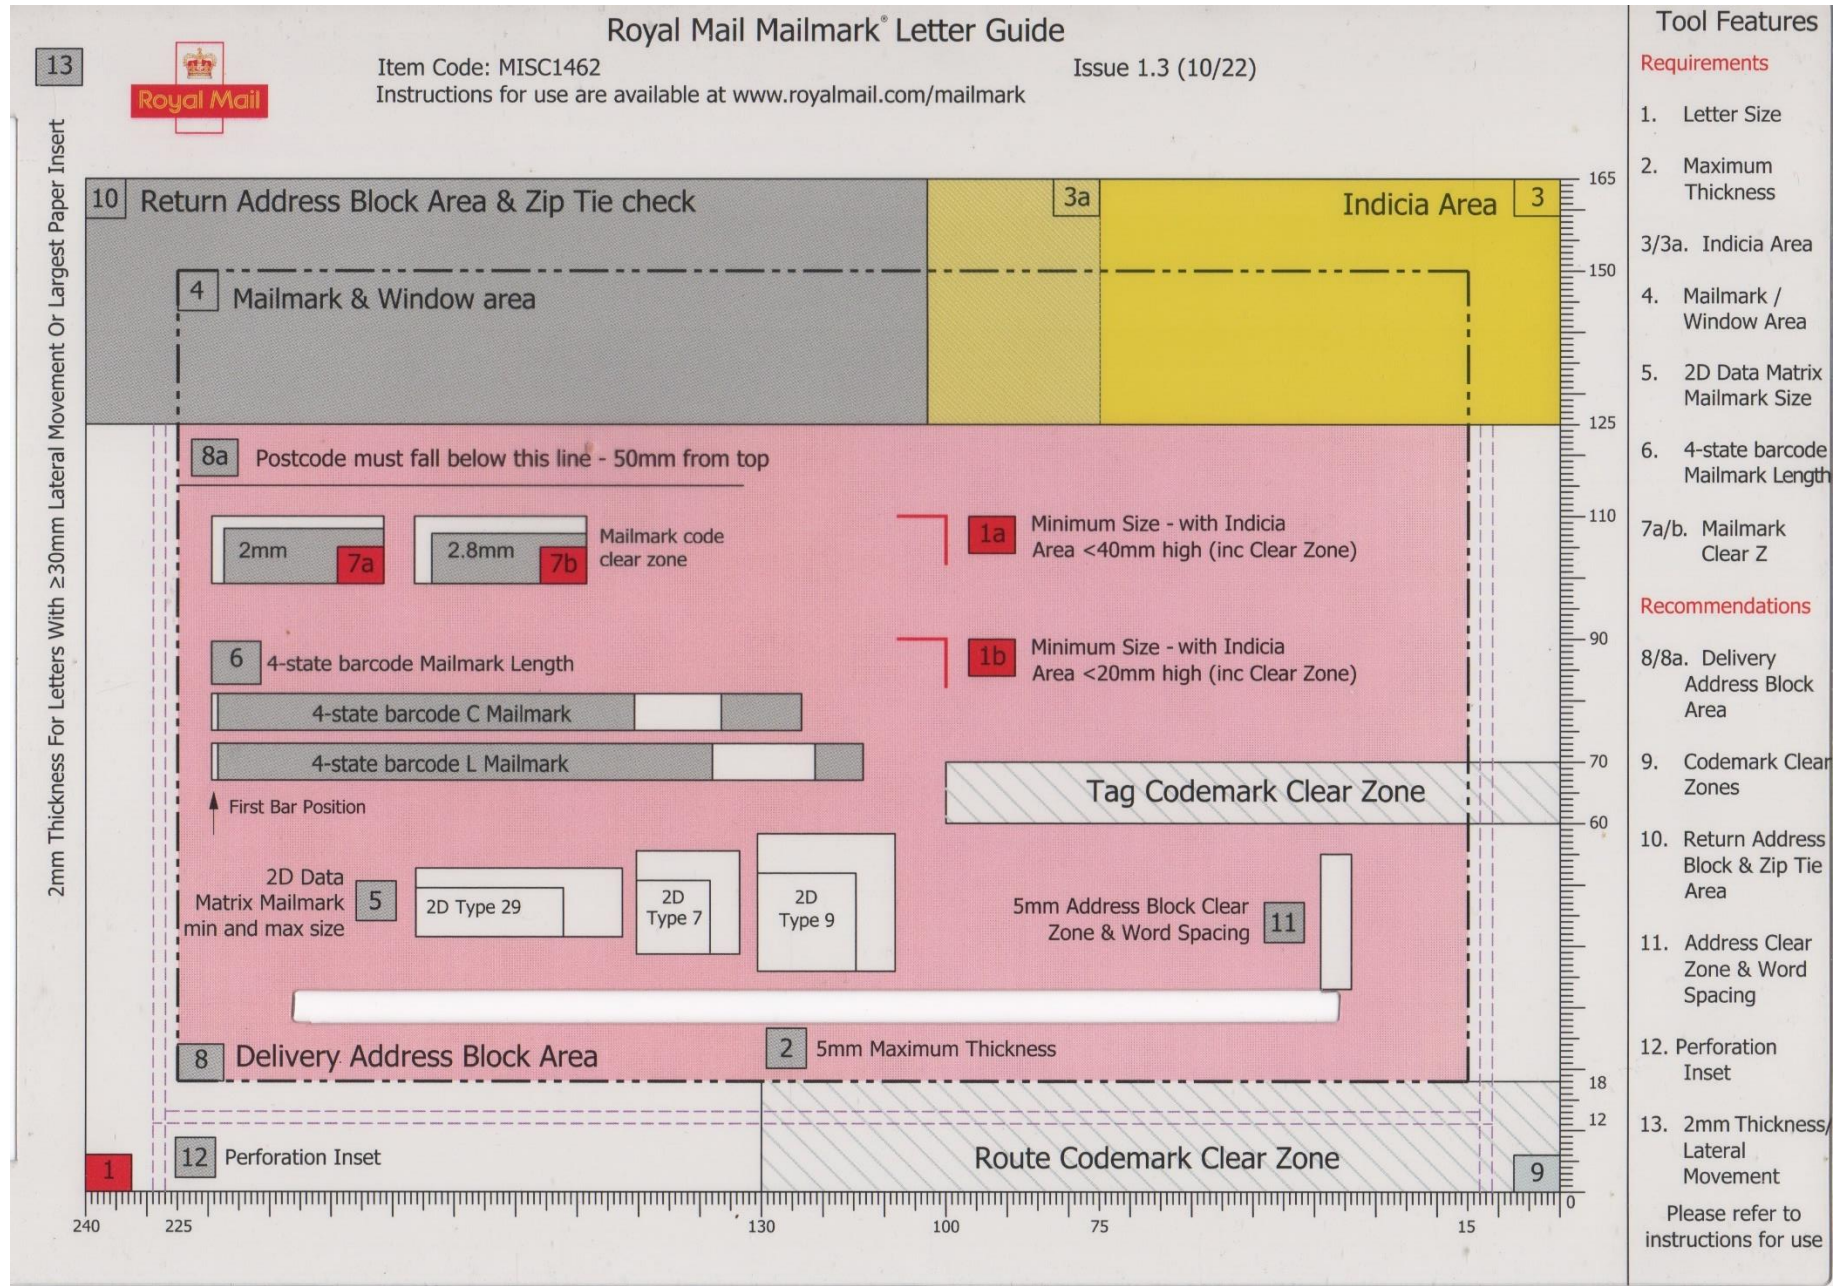 Royal Mail Mailmark® Letter Guide
13
Royal Mail
Item Code: MISC1462
Issue 1.3 (10/22)
Instructions for use are available at www.royalmail.com/mailmark
2mm Thickness For Letters With ≥30mm Lateral Movement Or Largest Paper Insert
10 Return Address Block Area & Zip Tie check
3a
Indicia Area 3
4 Mailmark & Window area
8a Postcode must fall below this line - 50mm from top
2mm 7a
2.8mm 7b
Mailmark code
clear zone
1a Minimum Size - with Indicia
Area <40mm high (inc Clear Zone)
6 4-state barcode Mailmark Length
1b Minimum Size - with Indicia
Area <20mm high (inc Clear Zone)
4-state barcode C Mailmark
4-state barcode L Mailmark
First Bar Position
Tag Codemark Clear Zone
2D Data
Matrix Mailmark
min and max size
5
2D Type 29
2D
Type 7
2D
Type 9
5mm Address Block Clear
Zone & Word Spacing
11
8 Delivery Address Block Area
2 5mm Maximum Thickness
1
12 Perforation Inset
Route Codemark Clear Zone
9
165
150
125
110
90
70
60
18
12
0
240 225 130 100 75 15
Tool Features
Requirements
1. Letter Size
2. Maximum
Thickness
3/3a. Indicia Area
4. Mailmark /
Window Area
5. 2D Data Matrix
Mailmark Size
6. 4-state barcode
Mailmark Length
7a/b. Mailmark
Clear Z
Recommendations
8/8a. Delivery
Address Block
Area
9. Codemark Clear
Zones
10. Return Address
Block & Zip Tie
Area
11. Address Clear
Zone & Word
Spacing
12. Perforation
Inset
13. 2mm Thickness/
Lateral
Movement
Please refer to
instructions for use